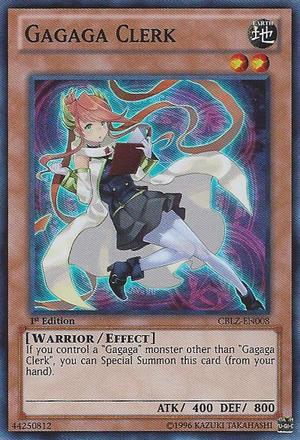 GAGAGA CLERK
EARTH
地
1st Edition
CBLZ-EN008
[WARRIOR / EFFECT]
If you control a "Gagaga" monster other than "Gagaga
Clerk", you can Special Summon this card (from your
hand).
ATK/ 400 DEF/ 800
44250812
©1996 KAZUKI TAKAHASHI